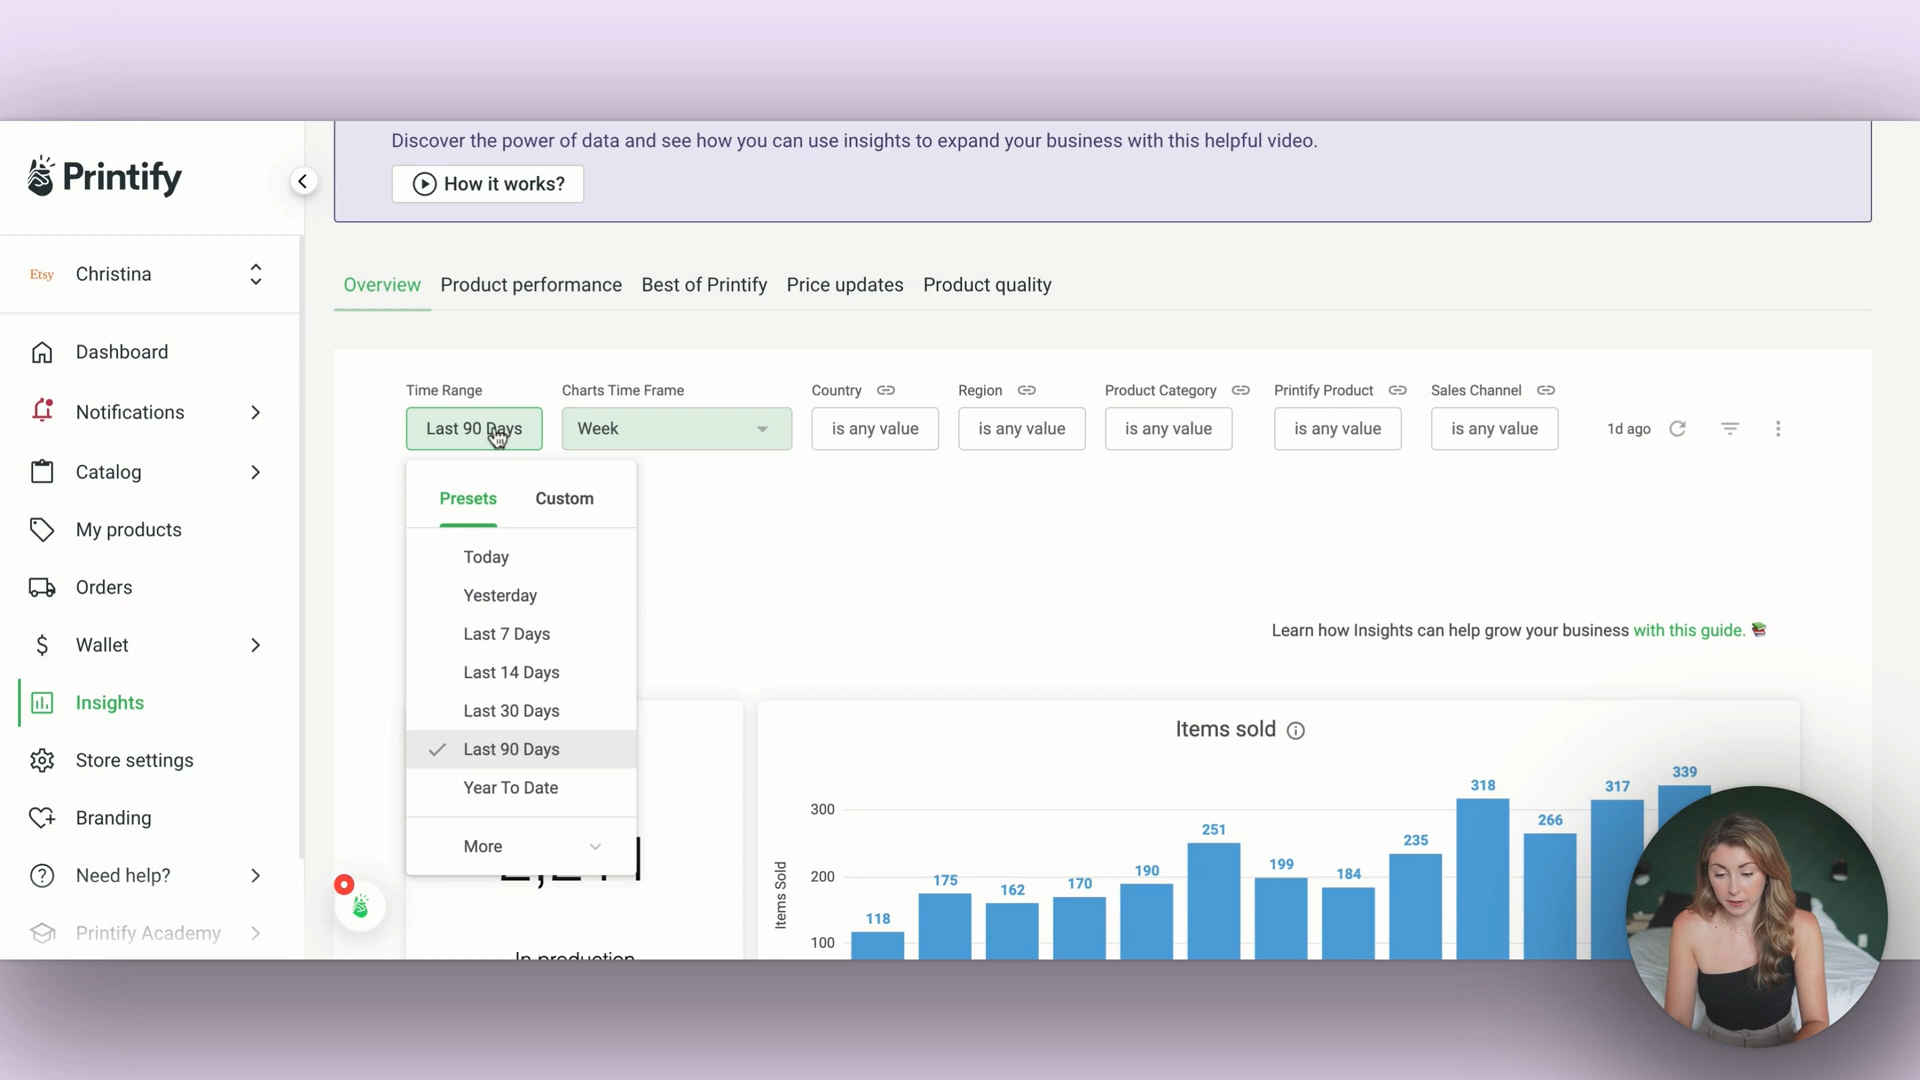 Discover the power of data and see how you can use insights to expand your business with this helpful video.
How it works?
Printify
Etsy Christina
Dashboard
Notifications
Catalog
My products
Orders
Wallet
Insights
Store settings
Branding
Need help?
Printify Academy
Overview Product performance Best of Printify Price updates Product quality
Time Range Charts Time Frame Country Region Product Category Printify Product Sales Channel
Last 90 Days Week is any value is any value is any value is any value is any value 1d ago
Presets Custom
Today
Yesterday
Last 7 Days
Last 14 Days
Last 30 Days
Last 90 Days
Year To Date
More
Learn how Insights can help grow your business with this guide.
In production
Items sold
Items Sold
300
200
100
118 175 162 170 190 251 199 184 235 318 266 317 339